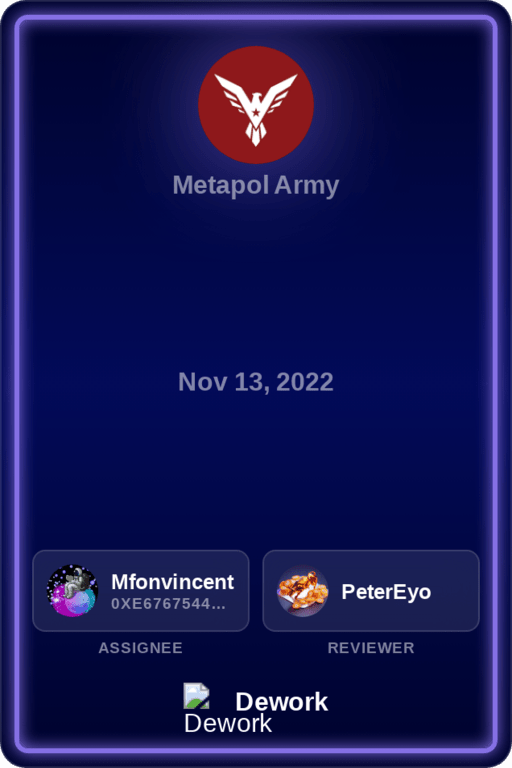 Metapol Army
Nov 13, 2022
Mfonvincent
0XE6767544...
ASSIGNEE
PeterEyo
REVIEWER
Dework
Dework